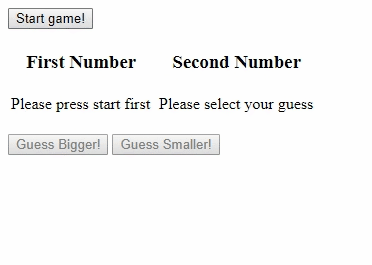 Start game!
First Number Second Number
Please press start first Please select your guess
Guess Bigger! Guess Smaller!